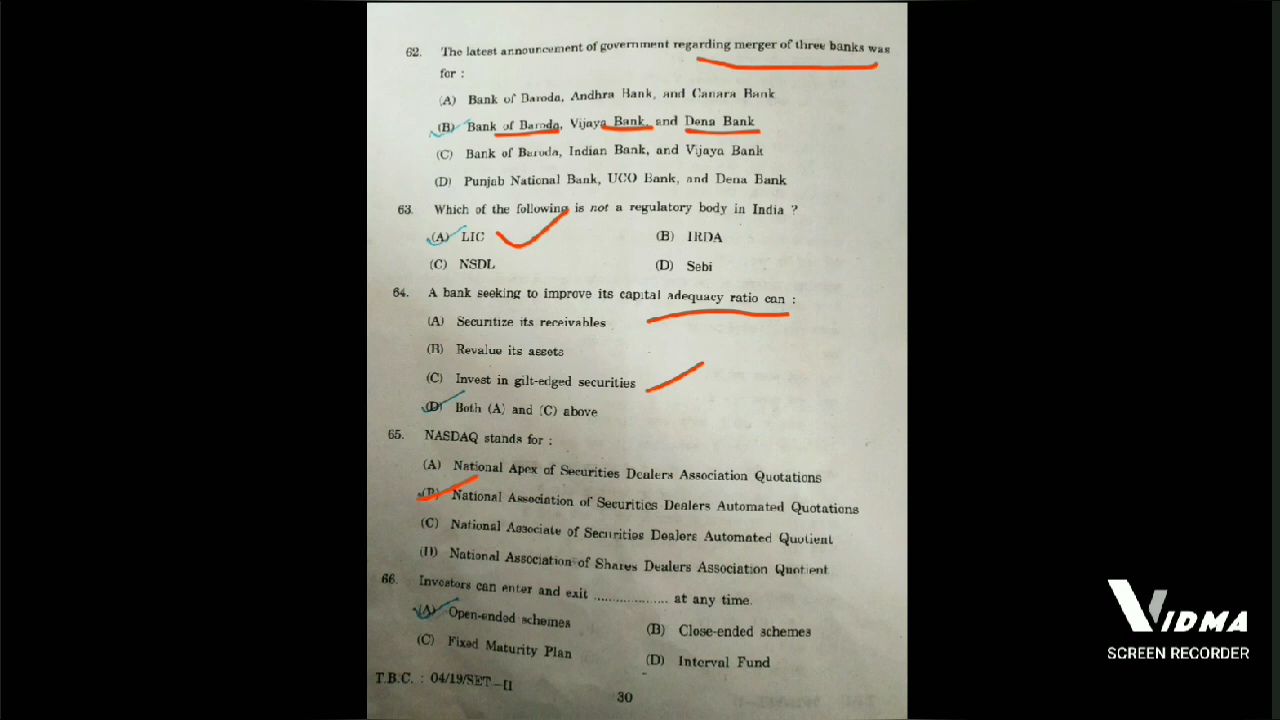 62. The latest announcement of government regarding merger of three banks was
for :
(A) Bank of Baroda, Andhra Bank, and Canara Bank
(B) Bank of Baroda, Vijaya Bank, and Dena Bank
(C) Bank of Baroda, Indian Bank, and Vijaya Bank
(D) Punjab National Bank, UCO Bank, and Dena Bank
63. Which of the following is not a regulatory body in India ?
(A) LIC (B) IRDA
(C) NSDL (D) Sebi
64. A bank seeking to improve its capital adequacy ratio can :
(A) Securitize its receivables
(B) Revalue its assets
(C) Invest in gilt-edged securities
(D) Both (A) and (C) above
65. NASDAQ stands for :
(A) National Apex of Securities Dealers Association Quotations
(B) National Association of Securities Dealers Automated Quotations
(C) National Associate of Securities Dealers Automated Quotient
(D) National Association of Shares Dealers Association Quotient
66. Investors can enter and exit ................... at any time.
(A) Open-ended schemes (B) Close-ended schemes
(C) Fixed Maturity Plan (D) Interval Fund
T.B.C. : 04/19/SET-II
30
VIDMA
SCREEN RECORDER